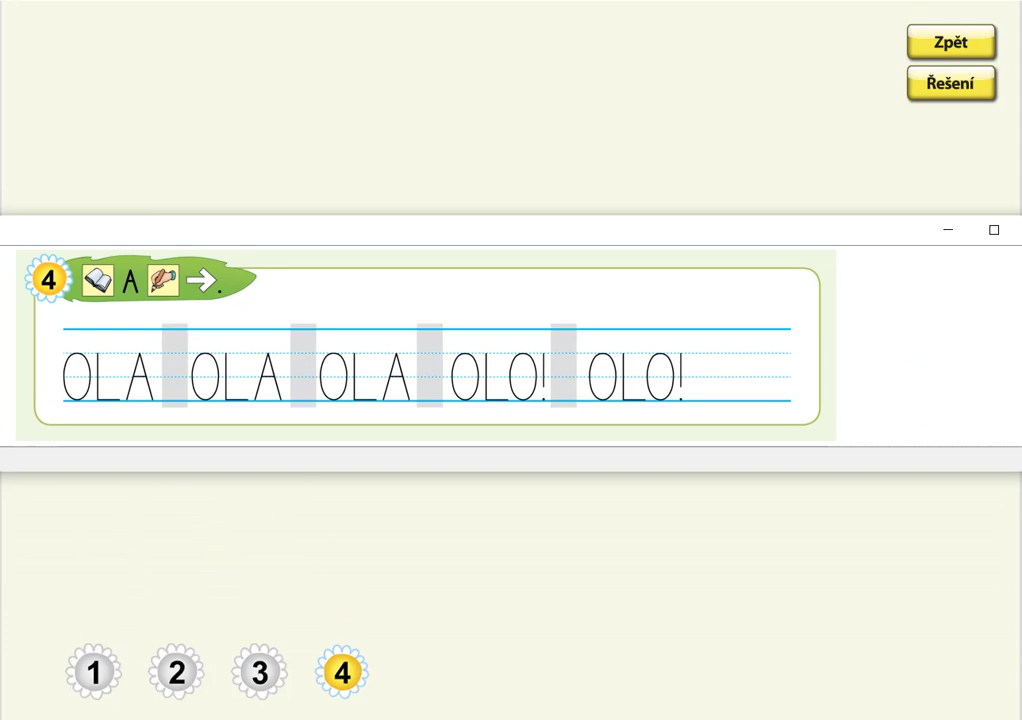 Zpět
Řešení
4 A .
OLA OLA OLA OLO! OLO!
1 2 3 4